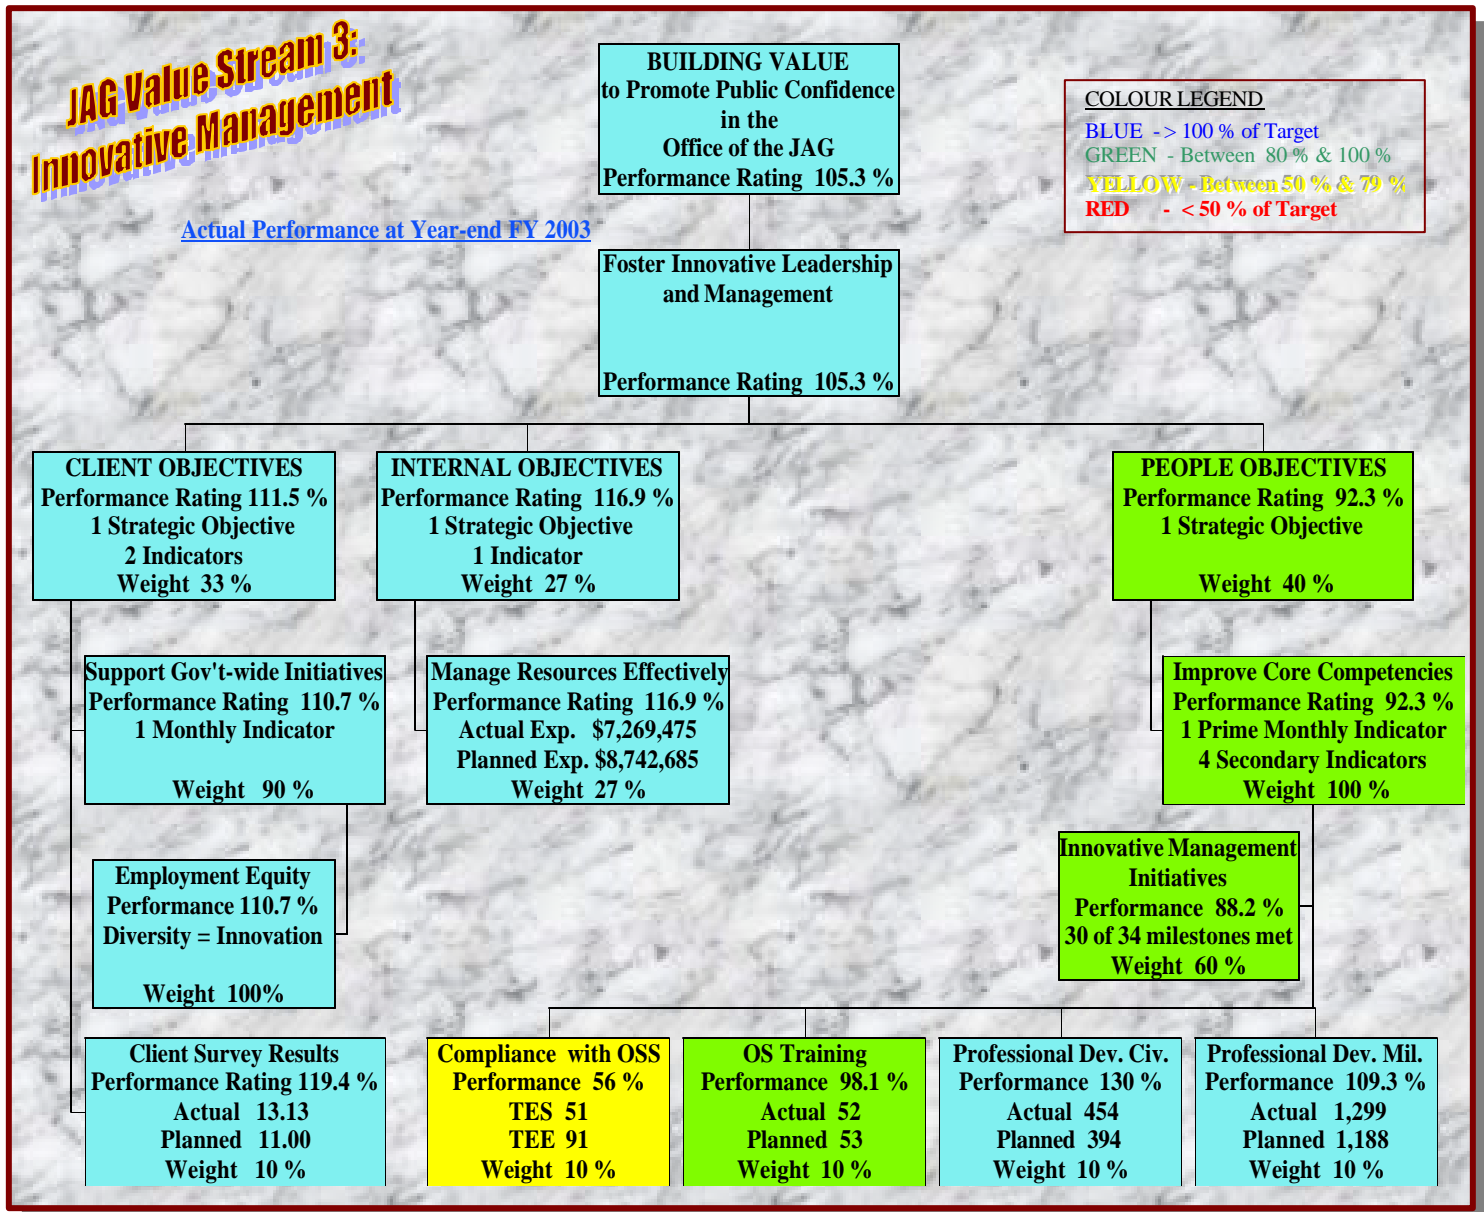 JAG Value Stream 3:
Innovative Management
Actual Performance at Year-end FY 2003
BUILDING VALUE
to Promote Public Confidence
in the
Office of the JAG
Performance Rating 105.3 %
COLOUR LEGEND
BLUE - > 100 % of Target
GREEN - Between 80 % & 100 %
YELLOW - Between 50 % & 79 %
RED - < 50 % of Target
Foster Innovative Leadership
and Management
Performance Rating 105.3 %
CLIENT OBJECTIVES
Performance Rating 111.5 %
1 Strategic Objective
2 Indicators
Weight 33 %
INTERNAL OBJECTIVES
Performance Rating 116.9 %
1 Strategic Objective
1 Indicator
Weight 27 %
PEOPLE OBJECTIVES
Performance Rating 92.3 %
1 Strategic Objective
Weight 40 %
Support Gov't-wide Initiatives
Performance Rating 110.7 %
1 Monthly Indicator
Weight 90 %
Manage Resources Effectively
Performance Rating 116.9 %
Actual Exp. $7,269,475
Planned Exp. $8,742,685
Weight 27 %
Improve Core Competencies
Performance Rating 92.3 %
1 Prime Monthly Indicator
4 Secondary Indicators
Weight 100 %
Employment Equity
Performance 110.7 %
Diversity = Innovation
Weight 100%
Innovative Management
Initiatives
Performance 88.2 %
30 of 34 milestones met
Weight 60 %
Client Survey Results
Performance Rating 119.4 %
Actual 13.13
Planned 11.00
Weight 10 %
Compliance with OSS
Performance 56 %
TES 51
TEE 91
Weight 10 %
OS Training
Performance 98.1 %
Actual 52
Planned 53
Weight 10 %
Professional Dev. Civ.
Performance 130 %
Actual 454
Planned 394
Weight 10 %
Professional Dev. Mil.
Performance 109.3 %
Actual 1,299
Planned 1,188
Weight 10 %